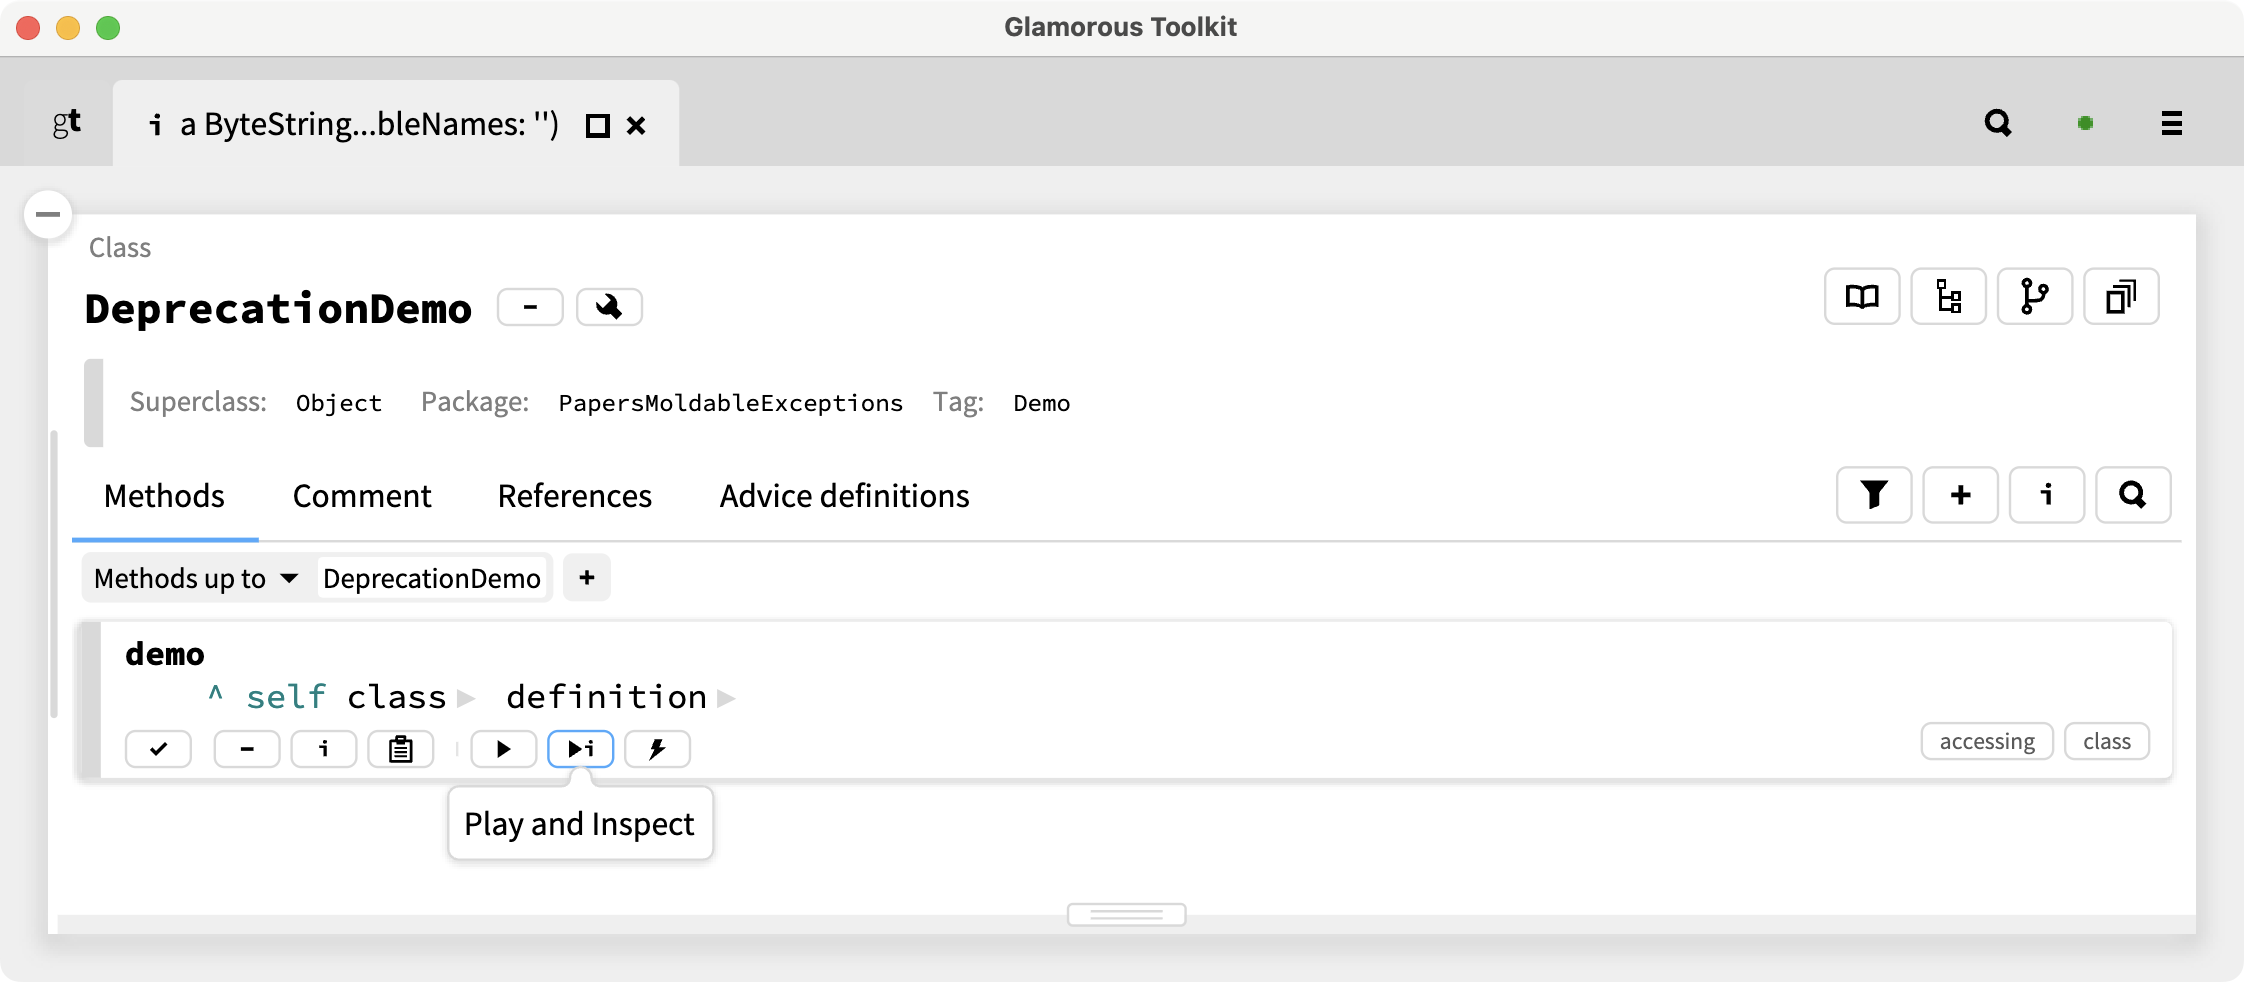 Glamorous Toolkit
gt
i a ByteString...bleNames: '')
Class
DeprecationDemo
Superclass: Object Package: PapersMoldableExceptions Tag: Demo
Methods Comment References Advice definitions
i
Methods up to DeprecationDemo +
demo
^ self class definition
i
i
accessing class
Play and Inspect